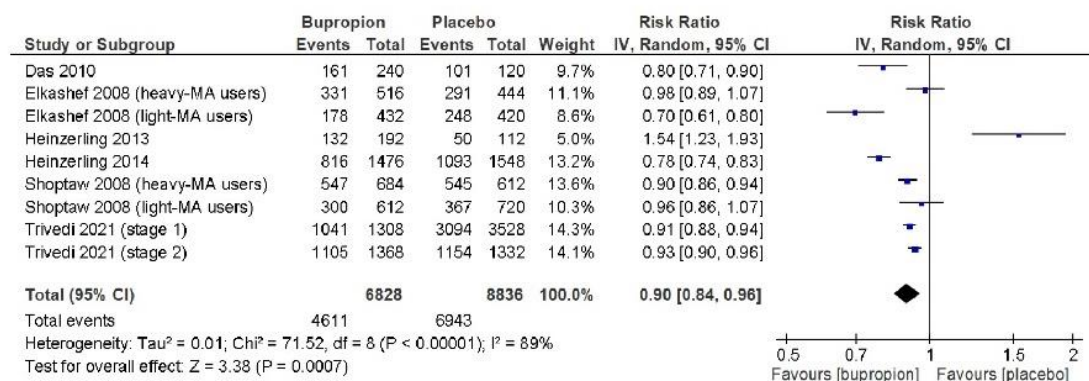 Bupropion Placebo Risk Ratio Risk Ratio
Study or Subgroup Events Total Events Total Weight IV, Random, 95% CI IV, Random, 95% CI
Das 2010 161 240 101 120 9.7% 0.80 [0.71, 0.90]
Elkashef 2008 (heavy-MA users) 331 516 291 444 11.1% 0.98 [0.89, 1.07]
Elkashef 2008 (light-MA users) 178 432 248 420 8.6% 0.70 [0.61, 0.80]
Heinzerling 2013 132 192 50 112 5.0% 1.54 [1.23, 1.93]
Heinzerling 2014 816 1476 1093 1548 13.2% 0.78 [0.74, 0.83]
Shoptaw 2008 (heavy-MA users) 547 684 545 612 13.6% 0.90 [0.86, 0.94]
Shoptaw 2008 (light-MA users) 300 612 367 720 10.3% 0.96 [0.86, 1.07]
Trivedi 2021 (stage 1) 1041 1308 3094 3528 14.3% 0.91 [0.88, 0.94]
Trivedi 2021 (stage 2) 1105 1368 1154 1332 14.1% 0.93 [0.90, 0.96]
Total (95% CI) 6828 8836 100.0% 0.90 [0.84, 0.96]
Total events 4611 6943
Heterogeneity: Tau² = 0.01; Chi² = 71.52, df = 8 (P < 0.00001); I² = 89%
Test for overall effect: Z = 3.38 (P = 0.0007)
0.5 0.7 1 1.5 2
Favours [bupropion] Favours [placebo]